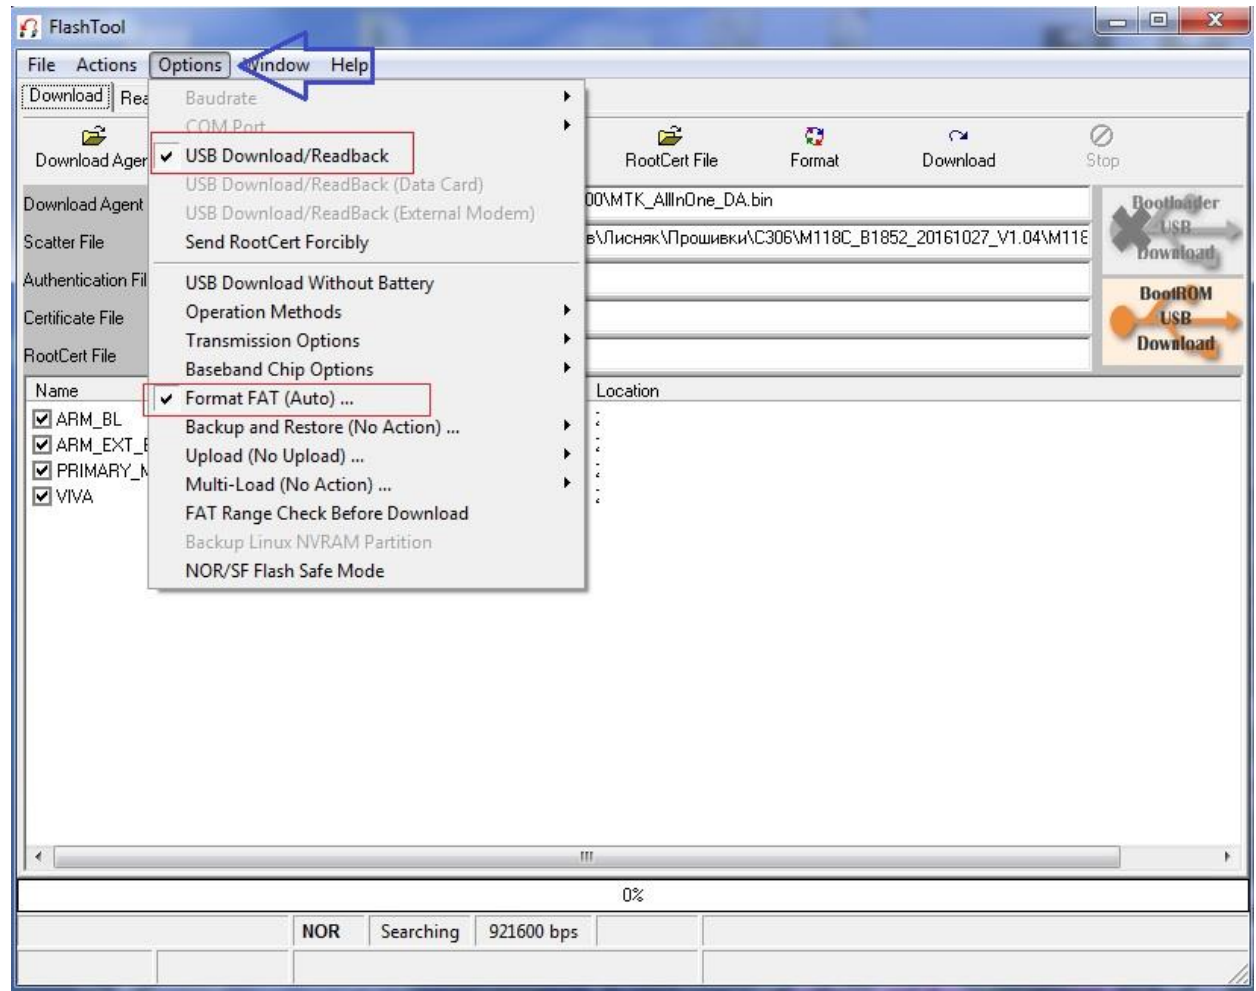 FlashTool
File Actions Options Window Help
Download
Download Agen RootCert File Format Download Stop
Download Agent 00\MTK_AllInOne_DA.bin
Scatter File в\Лисняк\Прошивки\C306\M118C_B1852_20161027_V1.04\M118
Authentication Fil
Certificate File
RootCert File
Bootloader
USB
Download
BootROM
USB
Download
Baudrate
COM Port
USB Download/Readback
USB Download/ReadBack (Data Card)
USB Download/ReadBack (External Modem)
Send RootCert Forcibly
USB Download Without Battery
Operation Methods
Transmission Options
Baseband Chip Options
Format FAT (Auto) ...
Backup and Restore (No Action) ...
Upload (No Upload) ...
Multi-Load (No Action) ...
FAT Range Check Before Download
Backup Linux NVRAM Partition
NOR/SF Flash Safe Mode
Name Location
ARM_BL
ARM_EXT_B
PRIMARY_M
VIVA
0%
NOR Searching 921600 bps